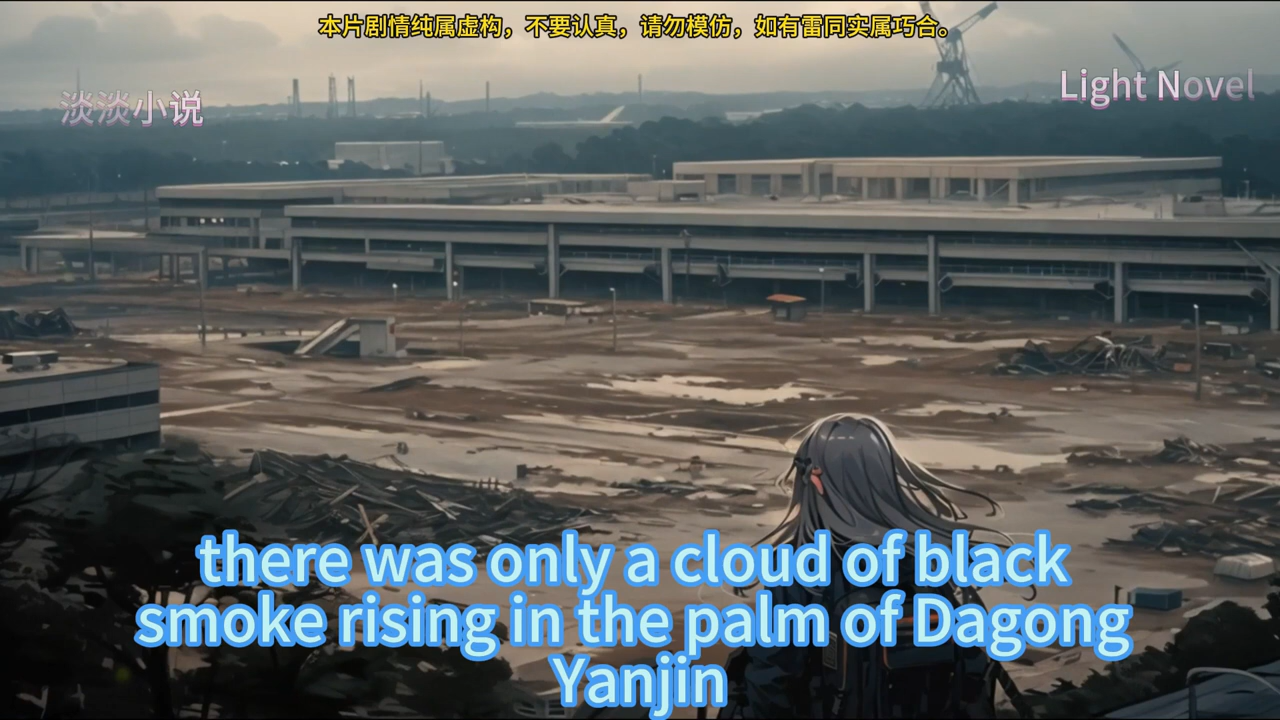 本片剧情纯属虚构，不要认真，请勿模仿，如有雷同实属巧合。
淡淡小说
Light Novel
there was only a cloud of black
smoke rising in the palm of Dagong
Yanjin